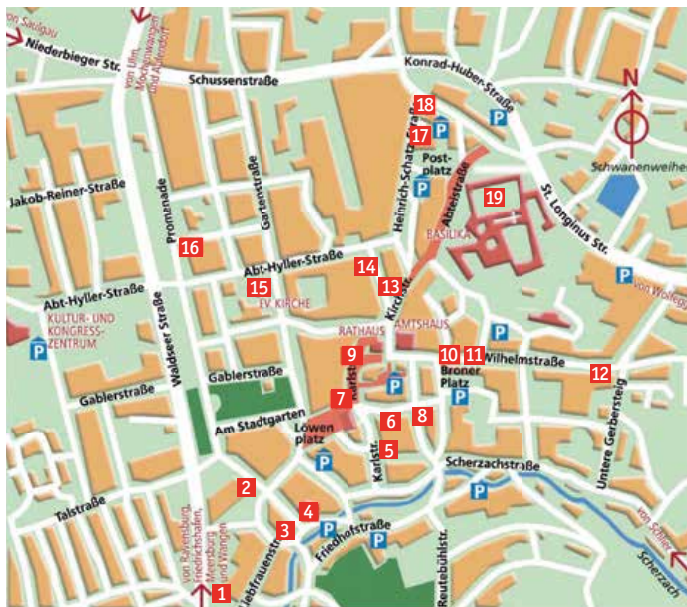 von Saulgau
Niederbieger Str.
von Ulm,
Mochenwangen
und Aulendorf
Schussenstraße
Konrad-Huber-Straße
N
18
17
Heinrich-Schatz-Straße
Post-
platz
Abteistraße
19
BASILIKA
Schwanenweiher
St. Longinus Str.
von Wolfegg
Jakob-Reiner-Straße
Promenade
Gartenstraße
16
Abt-Hyller-Straße
14
13
Kirchstr.
15
EV. KIRCHE
Abt-Hyller-Straße
KULTUR- UND
KONGRESS-
ZENTRUM
Waldseer Straße
RATHAUS
AMTSHAUS
9
10
11
Wilhelmstraße
Broner
Platz
12
Untere Gerbersteig
Gablerstraße
Gablerstraße
Karlstr.
7
Am Stadtgarten
Löwen
platz
6
8
5
Karlstr.
Scherzachstraße
Talstraße
2
4
3
Friedhofstraße
Liebfrauenstr.
Reutebühlstr.
von Schlier
Scherzach
von Ravensburg,
Friedrichshafen,
Meersburg
und Wangen
1
P
P
P
P
P
P
P
P
P
P
P
P